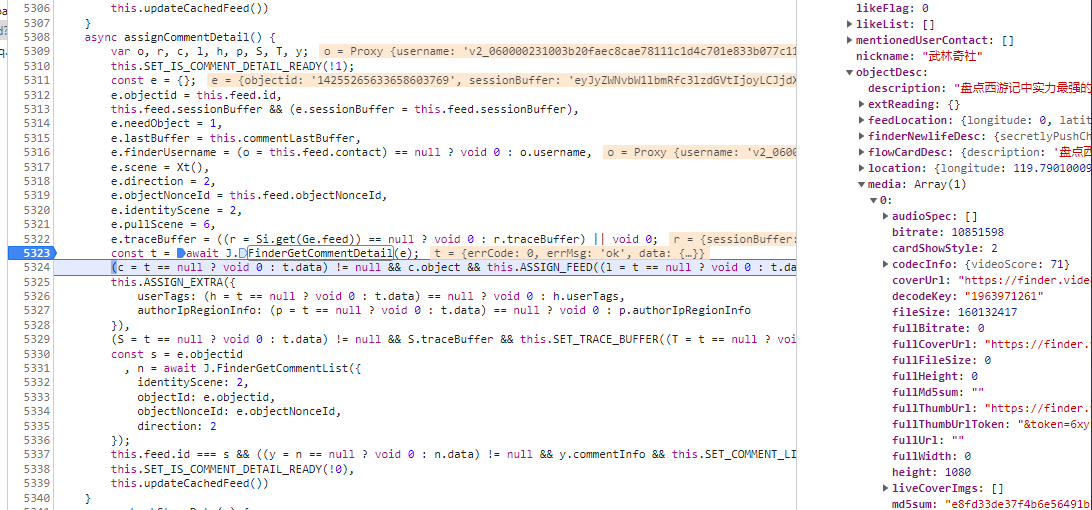 5306 this.updateCachedFeed())
5307 }
5308 async assignCommentDetail() {
5309 var o, r, c, l, h, p, S, T, y; o = Proxy {username: 'v2_060000231003b20faec8cae78111c1d4c701e833b077c11
5310 this.SET_IS_COMMENT_DETAIL_READY(!1);
5311 const e = {}; e = {objectid: '14255265633658603769', sessionBuffer: 'eyJyZWNvbW1lbmRfc3lzdGVtIjoyLCJjdX
5312 e.objectid = this.feed.id,
5313 this.feed.sessionBuffer && (e.sessionBuffer = this.feed.sessionBuffer),
5314 e.needObject = 1,
5315 e.lastBuffer = this.commentLastBuffer,
5316 e.finderUsername = (o = this.feed.contact) == null ? void 0 : o.username, o = Proxy {username: 'v2_0600
5317 e.scene = Xt(),
5318 e.direction = 2,
5319 e.objectNonceId = this.feed.objectNonceId,
5320 e.identityScene = 2,
5321 e.pullScene = 6,
5322 e.traceBuffer = ((r = Si.get(Ge.feed)) == null ? void 0 : r.traceBuffer) || void 0; r = {sessionBuffer:
5323 const t = await J.FinderGetCommentDetail(e); t = {errCode: 0, errMsg: 'ok', data: {…}}
5324 (c = t == null ? void 0 : t.data) != null && c.object && this.ASSIGN_FEED((l = t == null ? void 0 : t.da
5325 this.ASSIGN_EXTRA({
5326 userTags: (h = t == null ? void 0 : t.data) == null ? void 0 : h.userTags,
5327 authorIpRegionInfo: (p = t == null ? void 0 : t.data) == null ? void 0 : p.authorIpRegionInfo
5328 }),
5329 (S = t == null ? void 0 : t.data) != null && S.traceBuffer && this.SET_TRACE_BUFFER((T = t == null ? voi
5330 const s = e.objectid
5331 , n = await J.FinderGetCommentList({
5332 identityScene: 2,
5333 objectId: e.objectid,
5334 objectNonceId: e.objectNonceId,
5335 direction: 2
5336 });
5337 this.feed.id === s && ((y = n == null ? void 0 : n.data) != null && y.commentInfo && this.SET_COMMENT_LI
5338 this.SET_IS_COMMENT_DETAIL_READY(!0),
5339 this.updateCachedFeed())
5340 }
likeFlag: 0
likeList: []
mentionedUserContact: []
nickname: "武林奇社"
objectDesc:
description: "盘点西游记中实力最强的
extReading: {}
feedLocation: {longitude: 0, latit
finderNewlifeDesc: {secretlyPushCh
flowCardDesc: {description: '盘点西
location: {longitude: 119.79010009
media: Array(1)
0:
audioSpec: []
bitrate: 10851598
cardShowStyle: 2
codecInfo: {videoScore: 71}
coverUrl: "https://finder.vide
decodeKey: "1963971261"
fileSize: 160132417
fullBitrate: 0
fullCoverUrl: "https://finder.
fullFileSize: 0
fullHeight: 0
fullMd5sum: ""
fullThumbUrl: "https://finder.
fullThumbUrlToken: "&token=6xy
fullUrl: ""
fullWidth: 0
height: 1080
liveCoverImgs: []
md5sum: "e8fd33de37f4b6e56491b